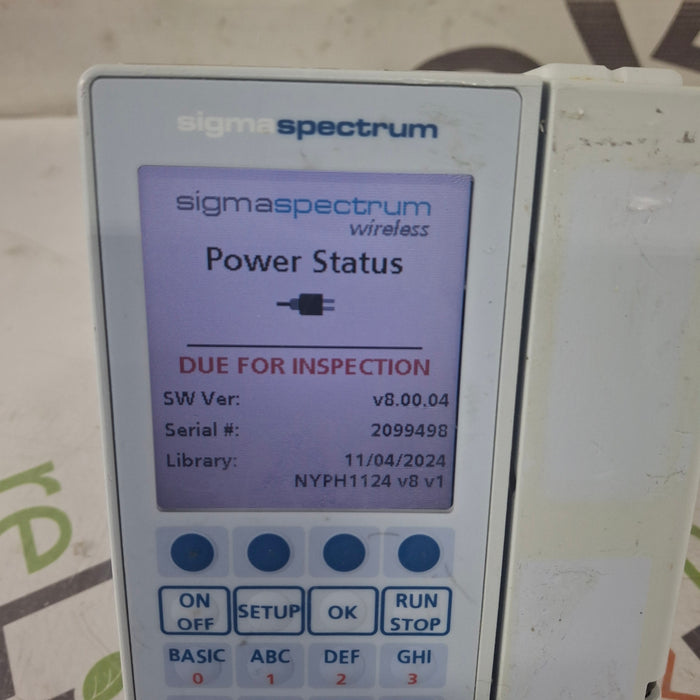 sigmaspectrum
sigmaspectrum
wireless
Power Status
DUE FOR INSPECTION
SW Ver: v8.00.04
Serial #: 2099498
Library: 11/04/2024
NYPH1124 v8 v1
ON OFF SETUP OK RUN STOP
BASIC ABC DEF GHI
0 1 2 3